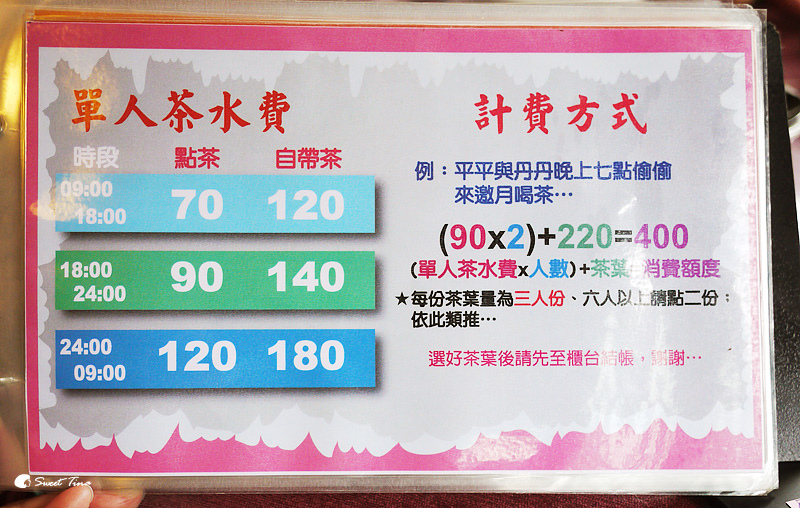 單人茶水費
時段 點茶 自帶茶
09:00 18:00 70 120
18:00 24:00 90 140
24:00 09:00 120 180
計費方式
例：平平與丹丹晚上七點偷偷
來邀月喝茶…
(90x2)+220=400
(單人茶水費x人數)+茶葉=消費額度
★每份茶葉量為三人份、六人以上請點二份；
依此類推…
選好茶葉後請先至櫃台結帳，謝謝…
Sweet Tina